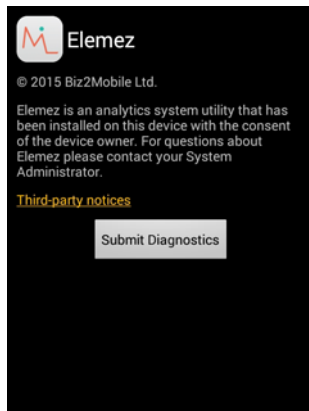 Elemez
© 2015 Biz2Mobile Ltd.
Elemez is an analytics system utility that has
been installed on this device with the consent
of the device owner. For questions about
Elemez please contact your System
Administrator.
Third-party notices
Submit Diagnostics